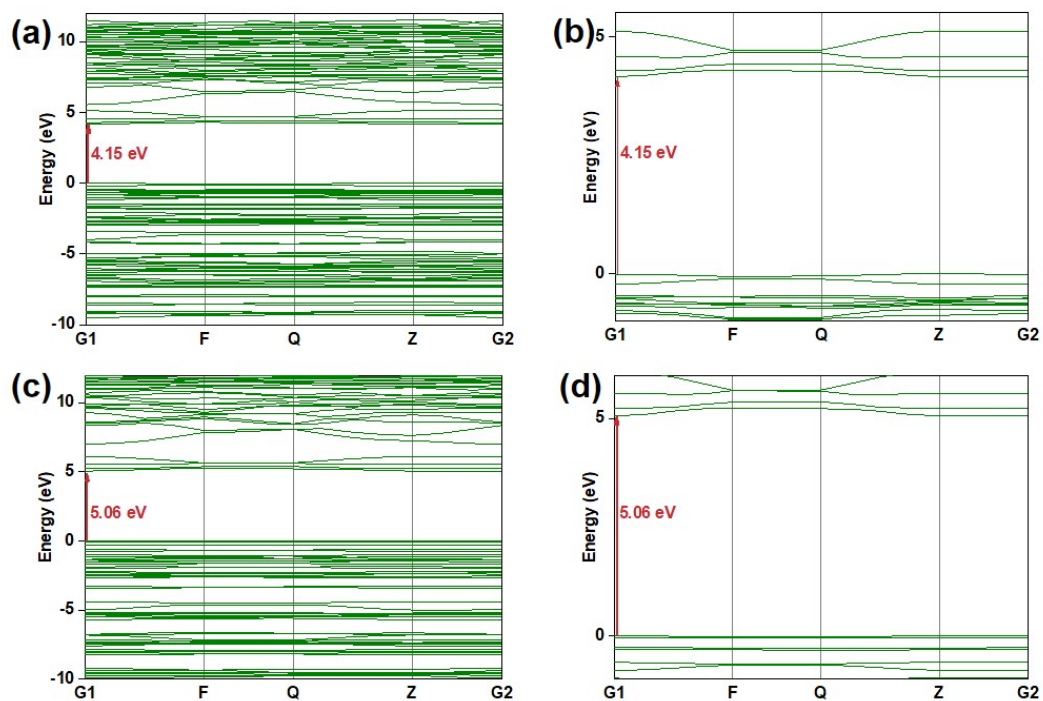 (a)
10
5
0
-5
-10
Energy (eV)
4.15 eV
G1 F Q Z G2
(b)
5
0
Energy (eV)
4.15 eV
G1 F Q Z G2
(c)
10
5
0
-5
-10
Energy (eV)
5.06 eV
G1 F Q Z G2
(d)
5
0
Energy (eV)
5.06 eV
G1 F Q Z G2